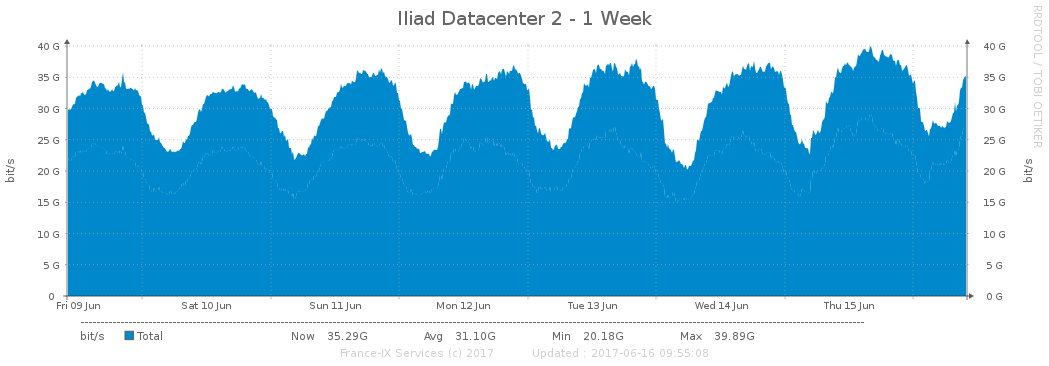 Iliad Datacenter 2 - 1 Week
RRDTOOL / TOBI OETIKER
40 G 40 G
35 G 35 G
30 G 30 G
25 G 25 G
20 G 20 G
15 G 15 G
10 G 10 G
5 G 5 G
0 0 G
bit/s bit/s
Fri 09 Jun Sat 10 Jun Sun 11 Jun Mon 12 Jun Tue 13 Jun Wed 14 Jun Thu 15 Jun
bit/s Total Now 35.29G Avg 31.10G Min 20.18G Max 39.89G
France-IX Services (c) 2017 Updated : 2017-06-16 09:55:08